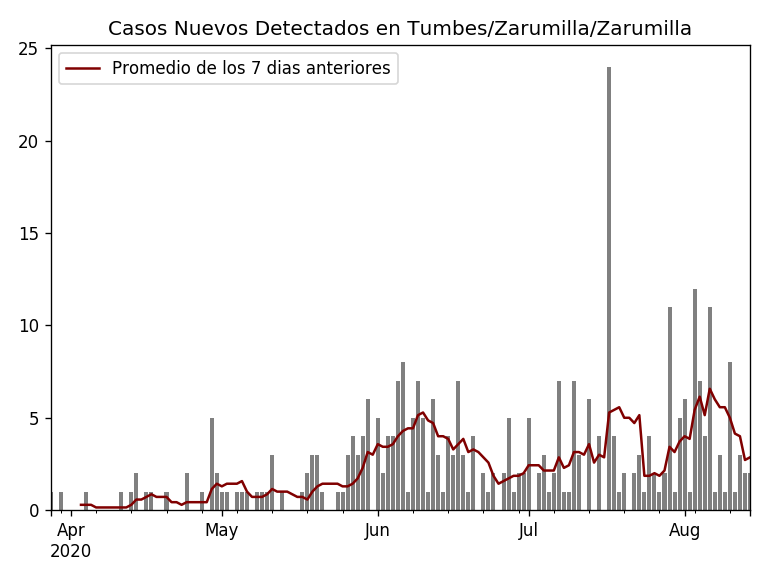 Casos Nuevos Detectados en Tumbes/Zarumilla/Zarumilla
Promedio de los 7 dias anteriores
25
20
15
10
5
0
Apr May Jun Jul Aug
2020